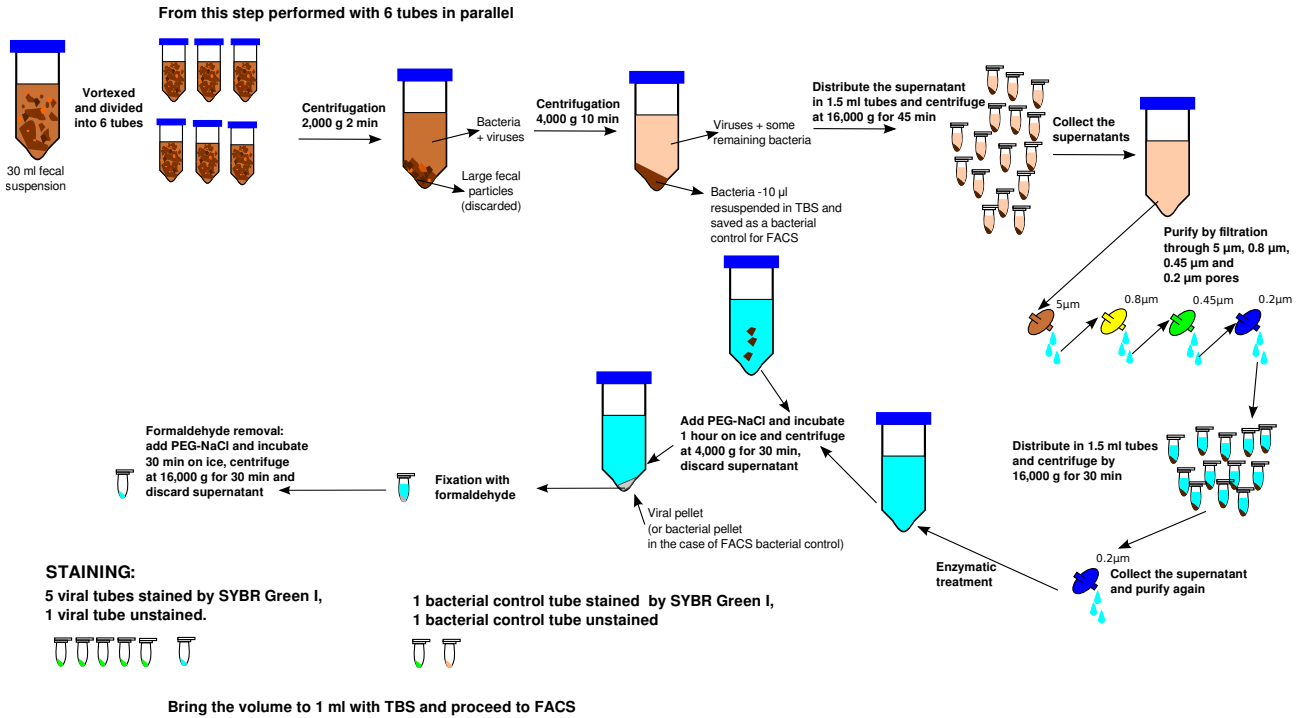 From this step performed with 6 tubes in parallel
30 ml fecal
suspension
Vortexed
and divided
into 6 tubes
Centrifugation
2,000 g 2 min
Bacteria
+ viruses
Large fecal
particles
(discarded)
Centrifugation
4,000 g 10 min
Viruses + some
remaining bacteria
Bacteria -10 µl
resuspended in TBS and
saved as a bacterial
control for FACS
Distribute the supernatant
in 1.5 ml tubes and centrifuge
at 16,000 g for 45 min
Collect the
supernatants
Purify by filtration
through 5 µm, 0.8 µm,
0.45 µm and
0.2 µm pores
5µm
0.8µm
0.45µm
0.2µm
Distribute in 1.5 ml tubes
and centrifuge by
16,000 g for 30 min
0.2µm
Collect the supernatant
and purify again
Enzymatic
treatment
Add PEG-NaCl and incubate
1 hour on ice and centrifuge
at 4,000 g for 30 min,
discard supernatant
Viral pellet
(or bacterial pellet
in the case of FACS bacterial control)
Fixation with
formaldehyde
Formaldehyde removal:
add PEG-NaCl and incubate
30 min on ice, centrifuge
at 16,000 g for 30 min and
discard supernatant
STAINING:
5 viral tubes stained by SYBR Green I,
1 viral tube unstained.
1 bacterial control tube stained by SYBR Green I,
1 bacterial control tube unstained
Bring the volume to 1 ml with TBS and proceed to FACS